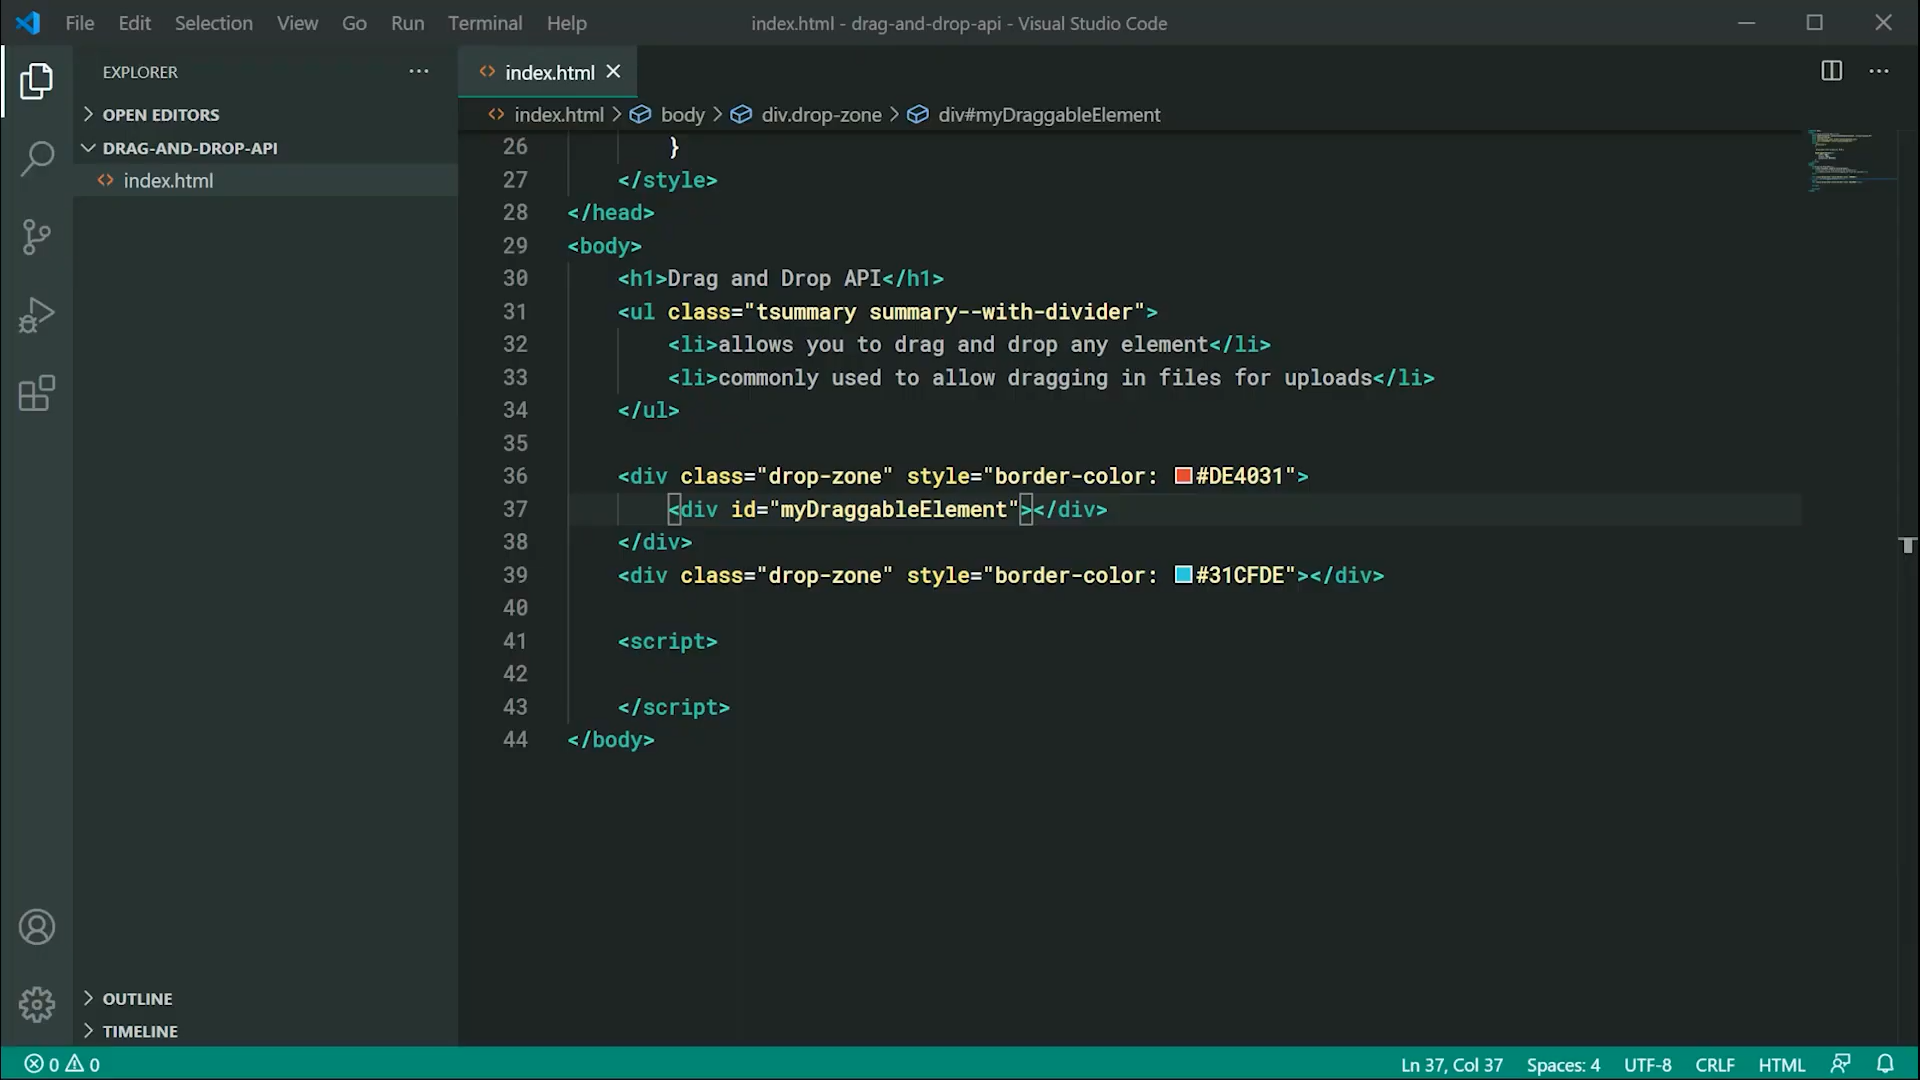 File Edit Selection View Go Run Terminal Help
index.html - drag-and-drop-api - Visual Studio Code
EXPLORER
OPEN EDITORS
DRAG-AND-DROP-API
index.html
index.html
index.html > body > div.drop-zone > div#myDraggableElement
26 }
27 </style>
28 </head>
29 <body>
30 <h1>Drag and Drop API</h1>
31 <ul class="tsummary summary--with-divider">
32 <li>allows you to drag and drop any element</li>
33 <li>commonly used to allow dragging in files for uploads</li>
34 </ul>
35
36 <div class="drop-zone" style="border-color: #DE4031">
37 <div id="myDraggableElement"></div>
38 </div>
39 <div class="drop-zone" style="border-color: #31CFDE"></div>
40
41 <script>
42
43 </script>
44 </body>
OUTLINE
TIMELINE
0 0
Ln 37, Col 37 Spaces: 4 UTF-8 CRLF HTML